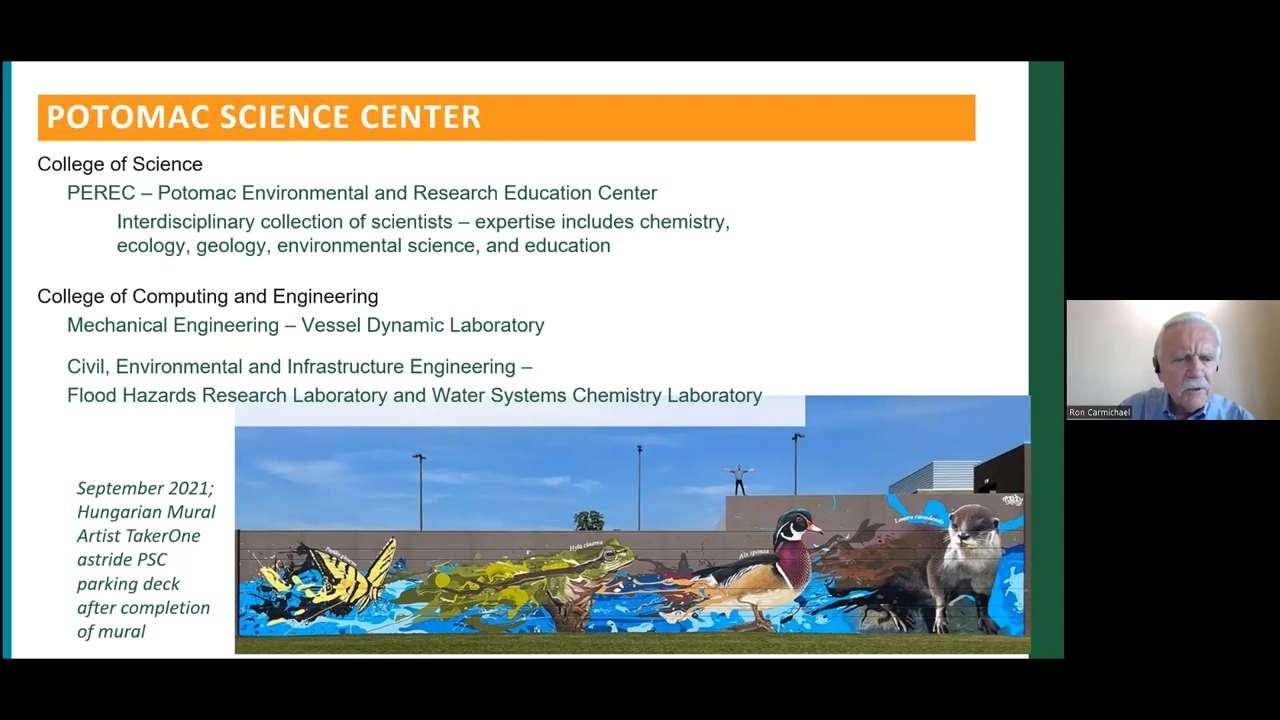 POTOMAC SCIENCE CENTER
College of Science
PEREC – Potomac Environmental and Research Education Center
Interdisciplinary collection of scientists – expertise includes chemistry,
ecology, geology, environmental science, and education
College of Computing and Engineering
Mechanical Engineering – Vessel Dynamic Laboratory
Civil, Environmental and Infrastructure Engineering –
Flood Hazards Research Laboratory and Water Systems Chemistry Laboratory
September 2021;
Hungarian Mural
Artist TakerOne
astride PSC
parking deck
after completion
of mural
Hyla cinerea
Aix sponsa
Lontra canadensis
Ron Carmichael